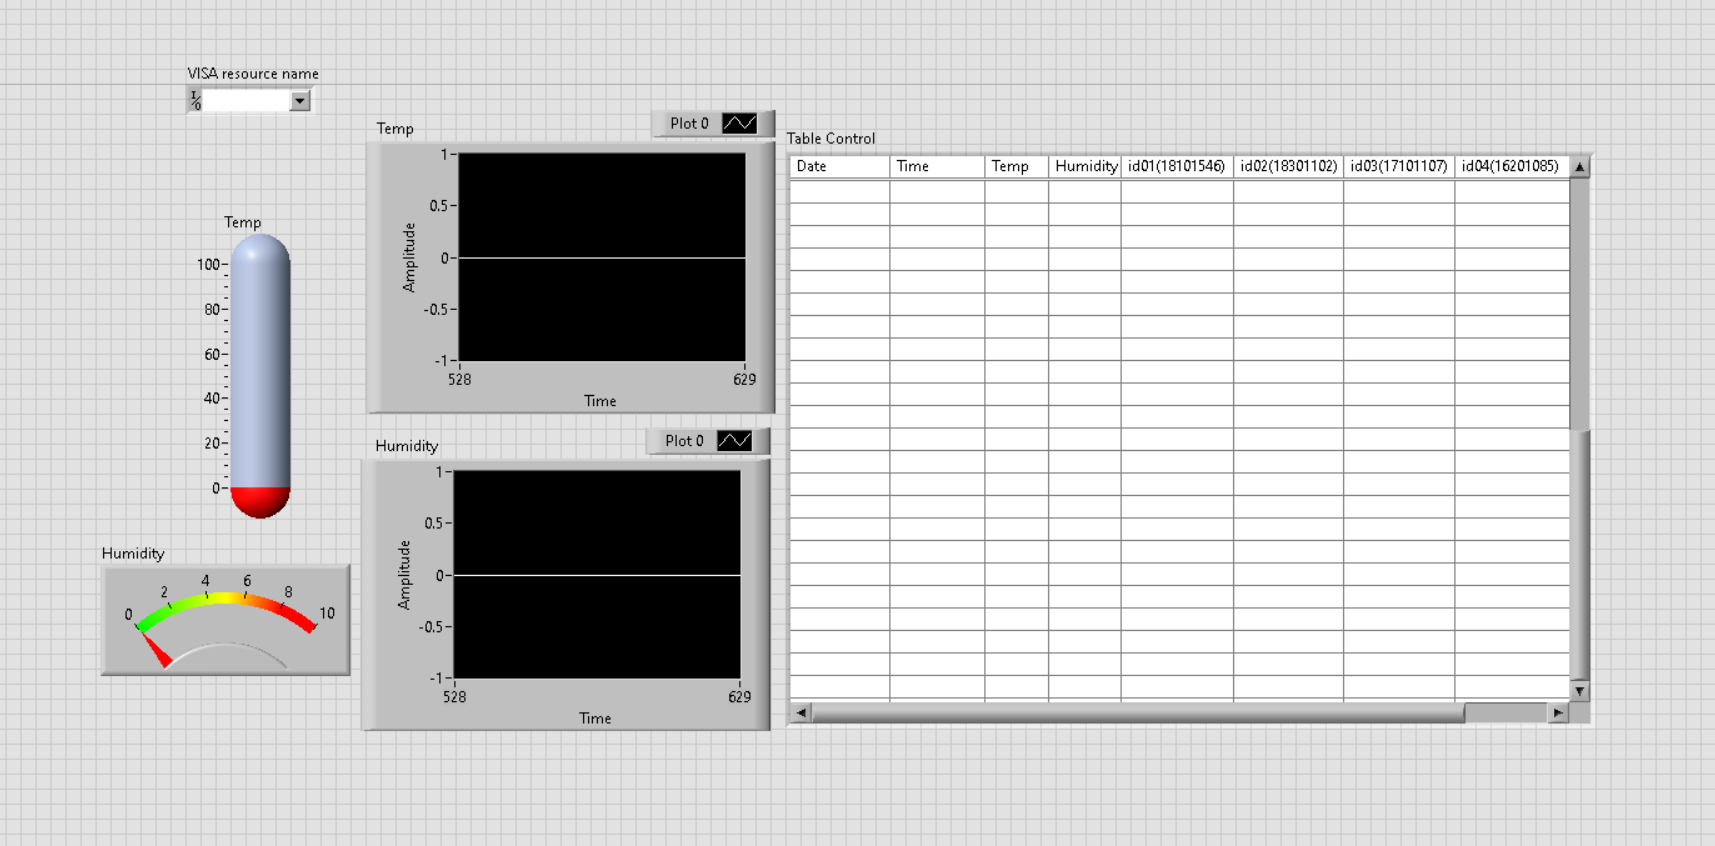 VISA resource name
I/O
Temp
100
80
60
40
20
0
Humidity
0 2 4 6 8 10
Temp
Plot 0
1
0.5
0
-0.5
-1
Amplitude
528 629
Time
Humidity
Plot 0
1
0.5
0
-0.5
-1
Amplitude
528 629
Time
Table Control
Date Time Temp Humidity id01(18101546) id02(18301102) id03(17101107) id04(16201085)